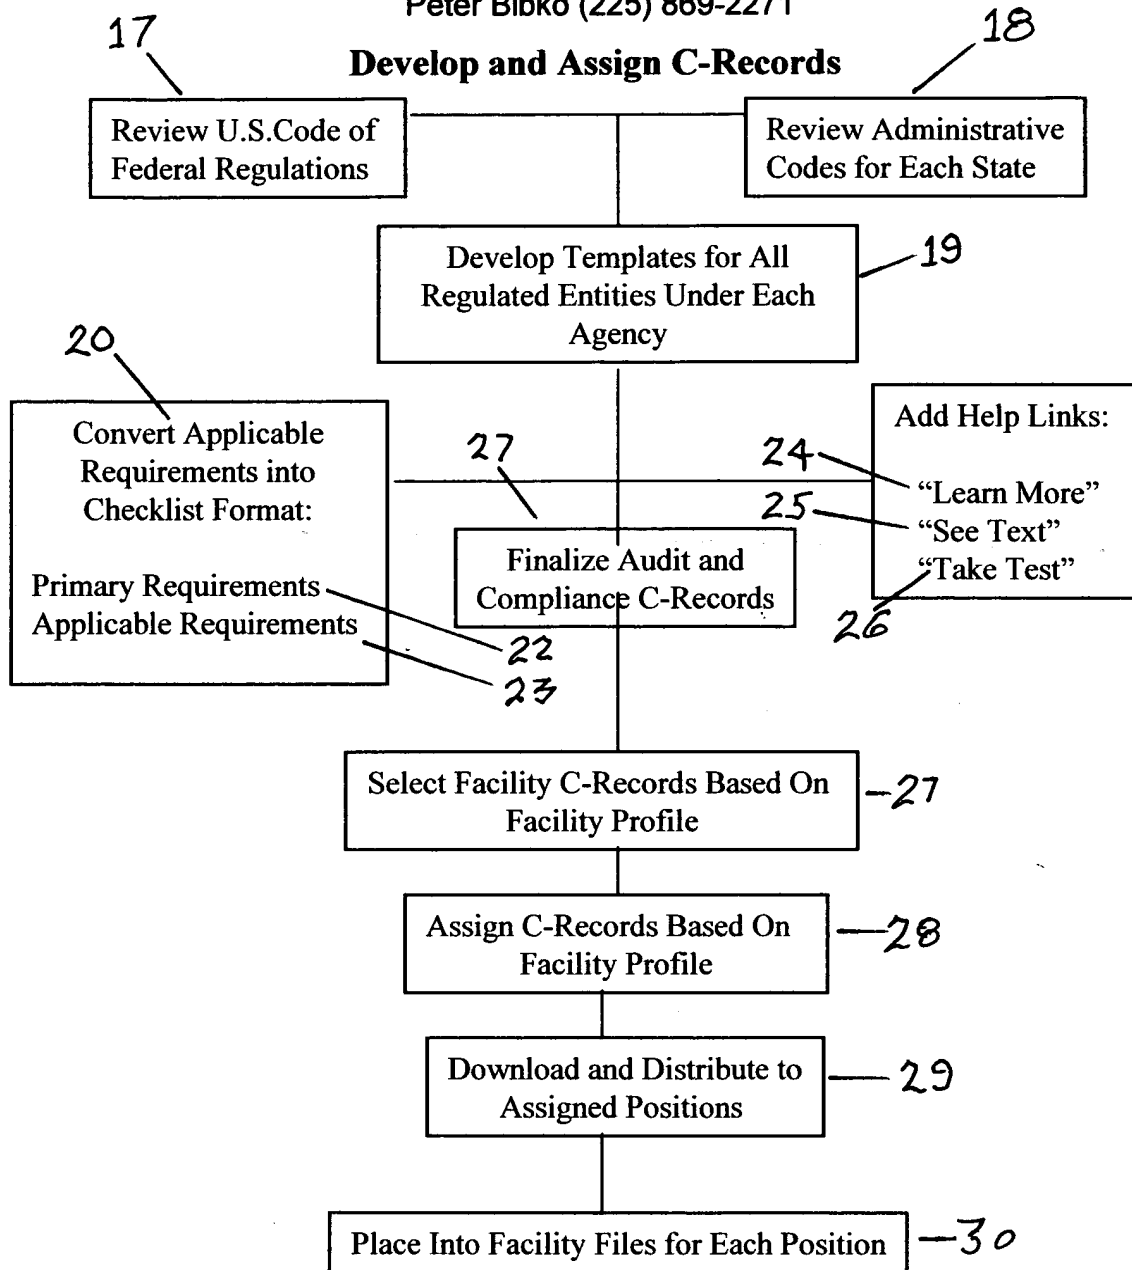 Peter Bibko (225) 869-2271
17
18
Develop and Assign C-Records
Review U.S.Code of
Federal Regulations
Review Administrative
Codes for Each State
Develop Templates for All
Regulated Entities Under Each
Agency
19
20
Convert Applicable
Requirements into
Checklist Format:
Primary Requirements
Applicable Requirements
22
23
27
Finalize Audit and
Compliance C-Records
Add Help Links:
24
“Learn More”
25
“See Text”
“Take Test”
26
Select Facility C-Records Based On
Facility Profile
27
Assign C-Records Based On
Facility Profile
28
Download and Distribute to
Assigned Positions
29
Place Into Facility Files for Each Position
30